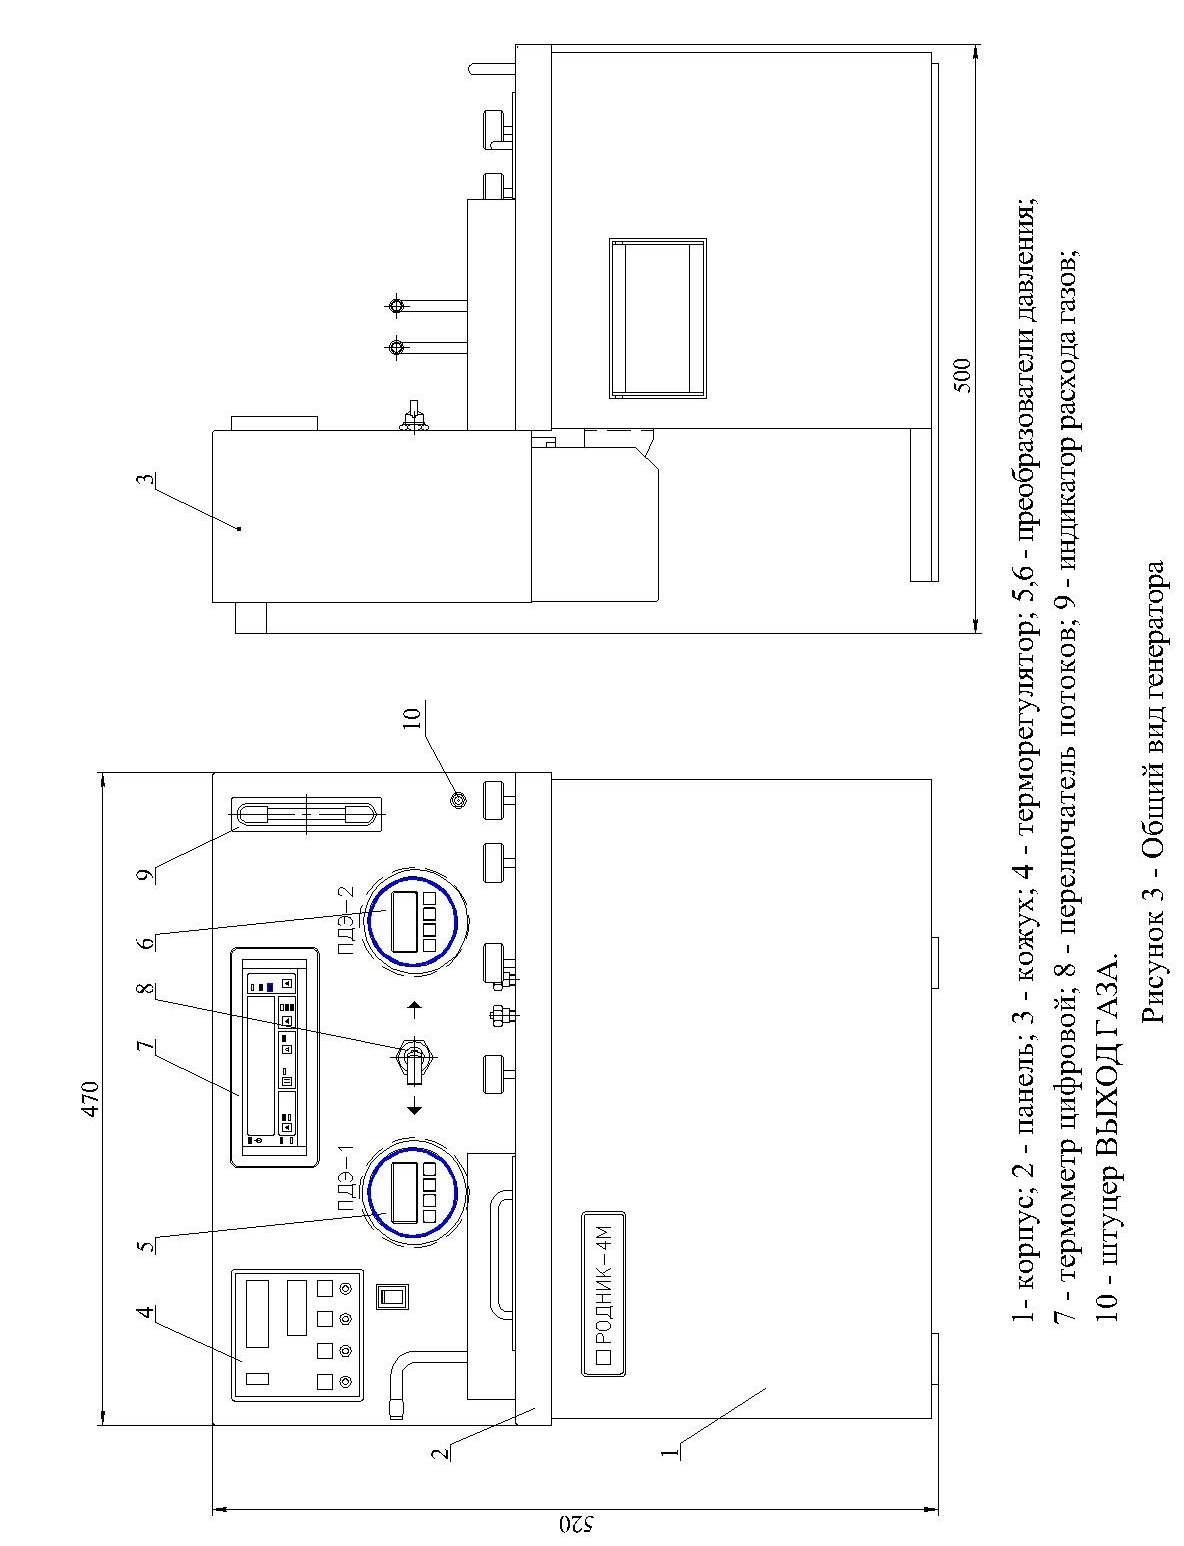 470
500
520
1
2
3
4
5
6
7
8
9
10
ПДЭ-1
ПДЭ-2
РОДНИК-4М
1- корпус; 2 - панель; 3 - кожух; 4 - терморегулятор; 5,6 - преобразователи давления;
7 - термометр цифровой; 8 - перелючатель потоков; 9 - индикатор расхода газов;
10 - штуцер ВЫХОД ГАЗА.
Рисунок 3 - Общий вид генератора